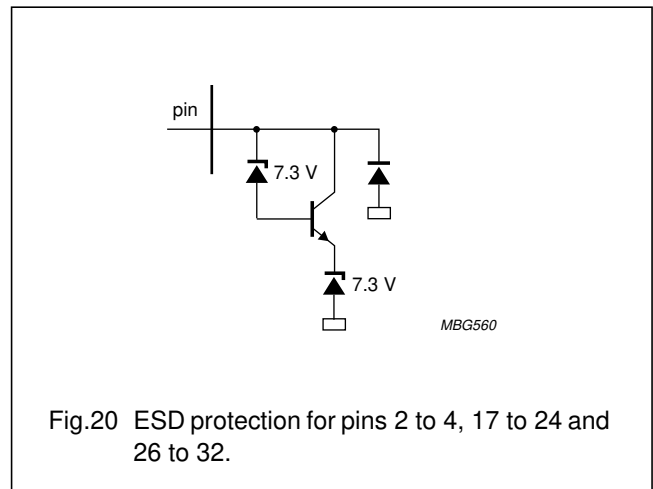 pin
7.3 V
7.3 V
MBG560
Fig.20 ESD protection for pins 2 to 4, 17 to 24 and
26 to 32.